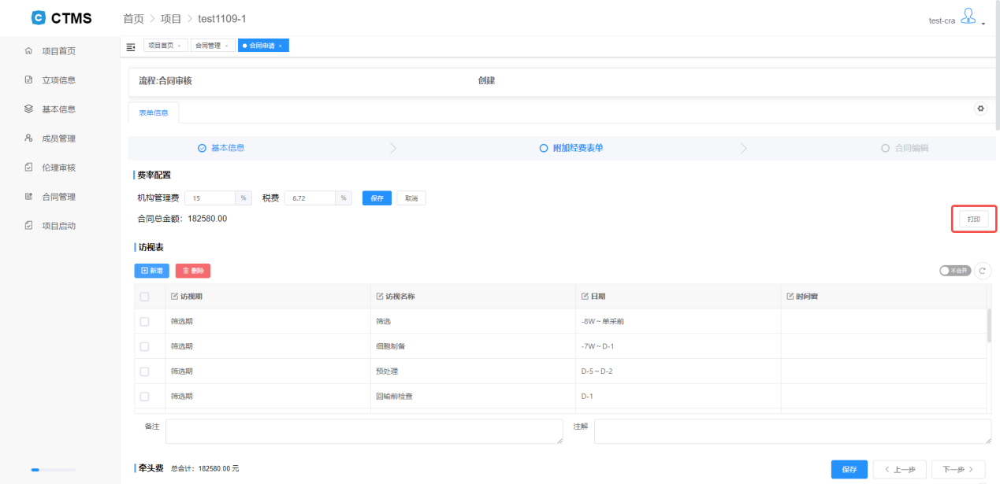 CTMS
首页 > 项目 > test1109-1
test-cra
项目首页
立项信息
基本信息
成员管理
伦理审核
合同管理
项目启动
项目首页 × 合同管理 × 合同申请 ×
流程:合同审核 创建
表单信息
基本信息 附加经费表单 合同编辑
费率配置
机构管理费 15 % 税费 6.72 % 保存 取消
合同总金额: 182580.00
打印
访视表
新增 删除 不合并
访视期 访视名称 日期 时间窗
筛选期 筛选 -8W ~ 单采前
筛选期 细胞制备 -7W ~ D-1
筛选期 预处理 D-5 ~ D-2
筛选期 回输前检查 D-1
备注 注解
牵头费 总合计: 182580.00 元
保存 < 上一步 下一步 >